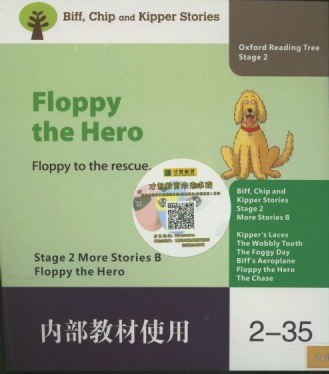 Biff, Chip and Kipper Stories
Oxford Reading Tree
Stage 2
Floppy
the Hero
Floppy to the rescue.
Biff, Chip and
Kipper Stories
Stage 2
More Stories B
Kipper's Laces
The Wobbly Tooth
The Foggy Day
Biff's Aeroplane
Floppy the Hero
The Chase
Stage 2 More Stories B
Floppy the Hero
内部教材使用
2-35